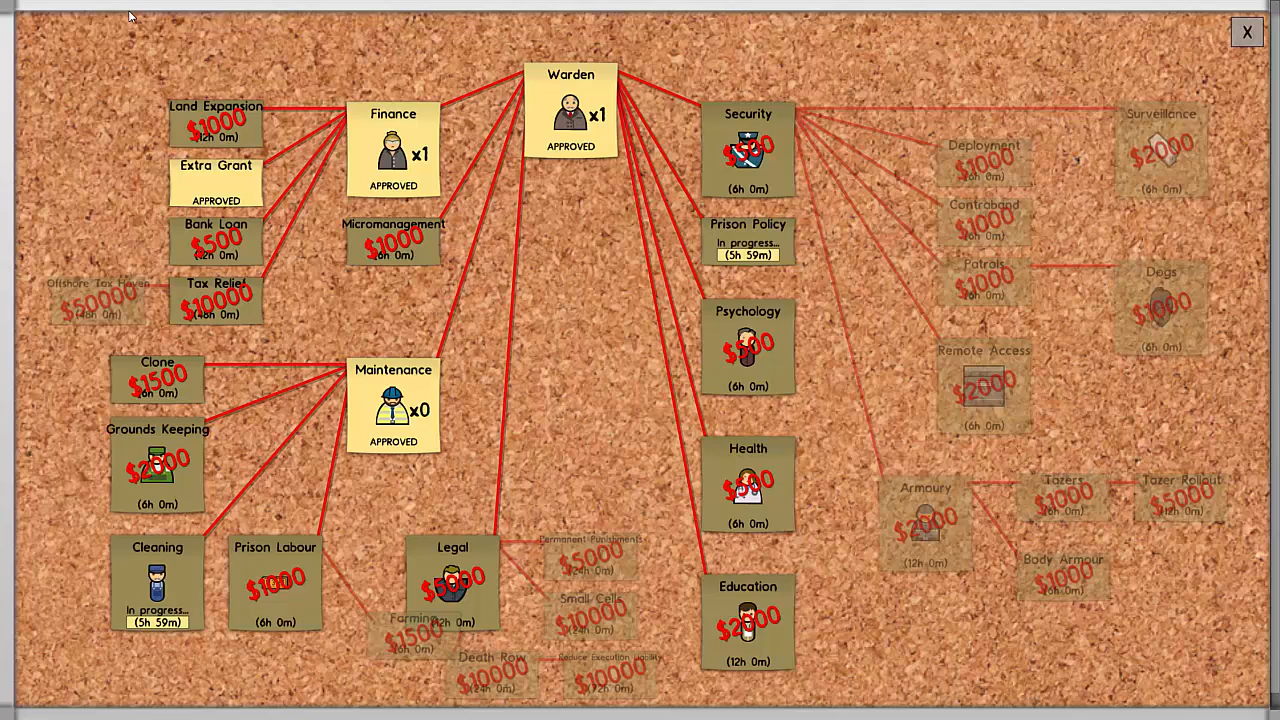 X
Warden
x1
APPROVED
Land Expansion
$1000
(12h 0m)
Finance
x1
APPROVED
Extra Grant
APPROVED
Bank Loan
$500
(12h 0m)
Micromanagement
$1000
(6h 0m)
Offshore Tax Haven
$50000
(48h 0m)
Tax Relief
$10000
(48h 0m)
Clone
$1500
(6h 0m)
Maintenance
x0
APPROVED
Grounds Keeping
$2000
(6h 0m)
Cleaning
In progress...
(5h 59m)
Prison Labour
$1000
(6h 0m)
Legal
$5000
(12h 0m)
Farming
$1500
(6h 0m)
Permanent Punishments
$5000
(24h 0m)
Small Cells
$10000
(24h 0m)
Death Row
$10000
(24h 0m)
Reduce Execution Liability
$10000
(72h 0m)
Security
$500
(6h 0m)
Prison Policy
In progress...
(5h 59m)
Psychology
$500
(6h 0m)
Health
$500
(6h 0m)
Education
$2000
(12h 0m)
Surveillance
$2000
(6h 0m)
Deployment
$1000
(6h 0m)
Contraband
$1000
(6h 0m)
Patrols
$1000
(6h 0m)
Dogs
$1000
(6h 0m)
Remote Access
$2000
(6h 0m)
Armoury
$2000
(12h 0m)
Tazers
$1000
(6h 0m)
Tazer Rollout
$5000
(12h 0m)
Body Armour
$1000
(6h 0m)